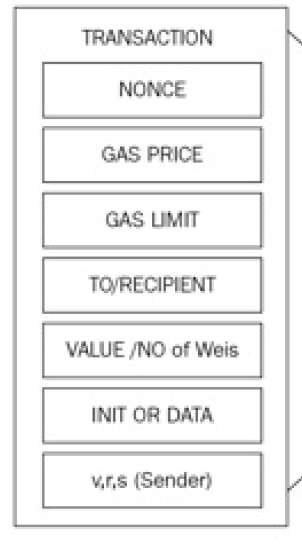 TRANSACTION
NONCE
GAS PRICE
GAS LIMIT
TO/RECIPIENT
VALUE /NO of Weis
INIT OR DATA
v,r,s (Sender)